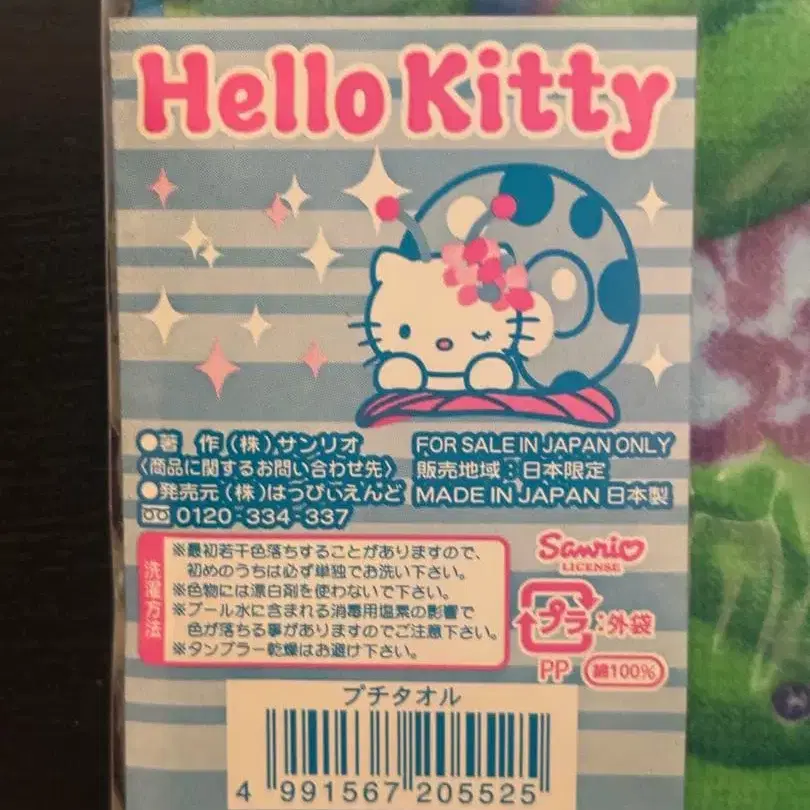 Hello Kitty
●著 作(株)サンリオ
〈商品に関するお問い合わせ先〉
●発売元(株)はっぴぃえんど
0120-334-337
FOR SALE IN JAPAN ONLY
販売地域：日本限定
MADE IN JAPAN 日本製
洗濯方法
※最初若干色落ちすることがありますので、
初めのうちは必ず単独でお洗い下さい。
※色物には漂白剤を使わないで下さい。
※プール水に含まれる消毒用塩素の影響で
色が落ちる事がありますのでご注意下さい。
※タンブラー乾燥はお避け下さい。
Sanrio
LICENSE
プラ:外袋
PP 綿100%
プチタオル
4 991567 205525